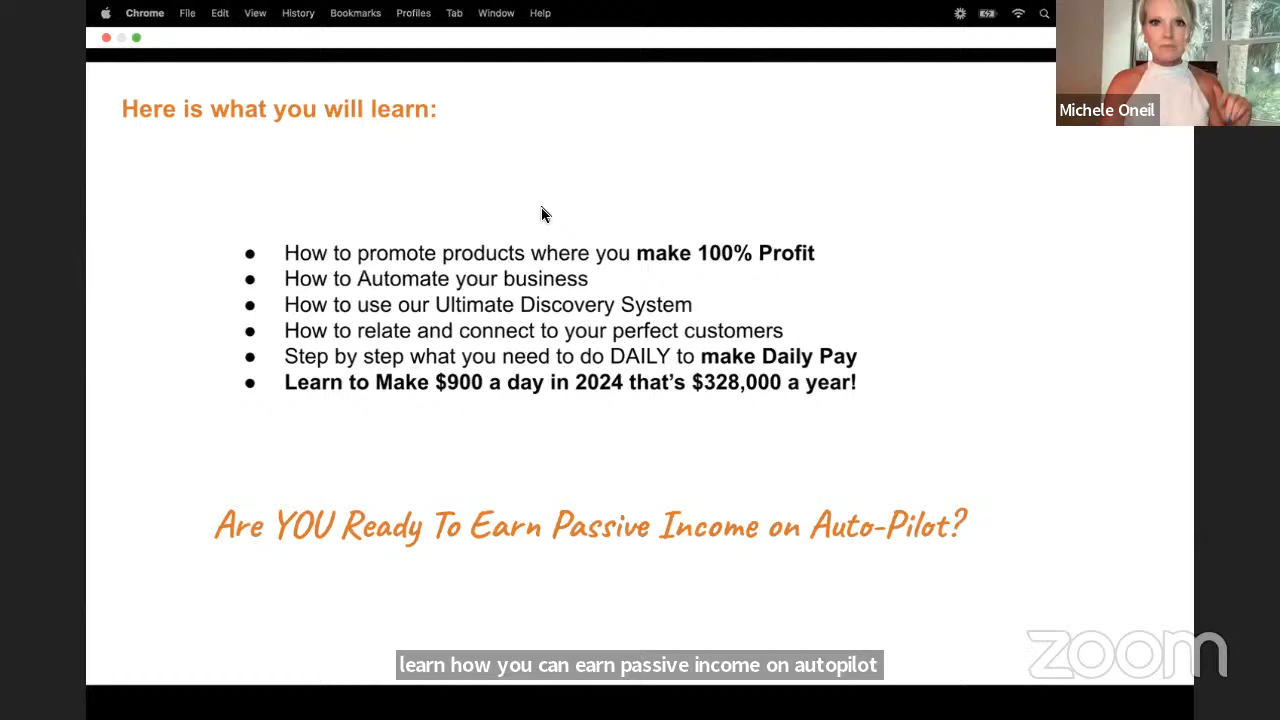 Chrome File Edit View History Bookmarks Profiles Tab Window Help
Michele Oneil
Here is what you will learn:
● How to promote products where you make 100% Profit
● How to Automate your business
● How to use our Ultimate Discovery System
● How to relate and connect to your perfect customers
● Step by step what you need to do DAILY to make Daily Pay
● Learn to Make $900 a day in 2024 that’s $328,000 a year!
Are YOU Ready To Earn Passive Income on Auto-Pilot?
learn how you can earn passive income on autopilot
zoom